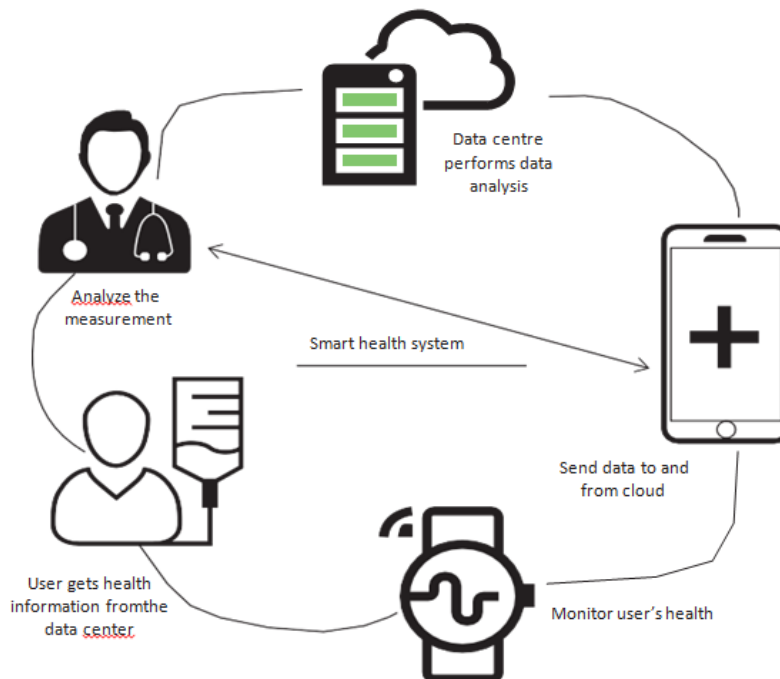 Data centre
performs data
analysis
Analyze the
measurement
Smart health system
Send data to and
from cloud
User gets health
information fromthe
data center
Monitor user's health